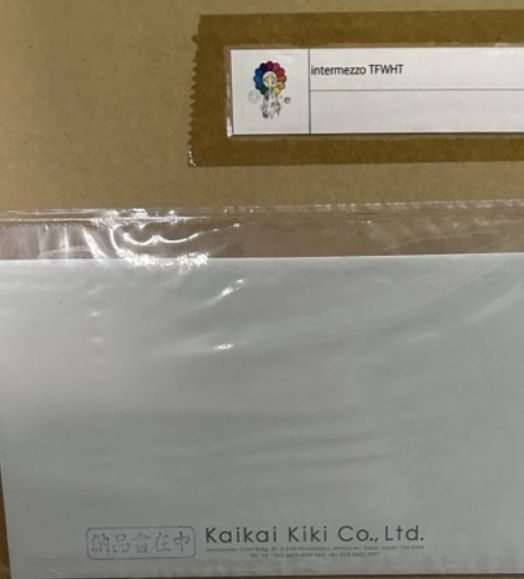 intermezzo TFWHT
納品書在中
Kaikai Kiki Co., Ltd.